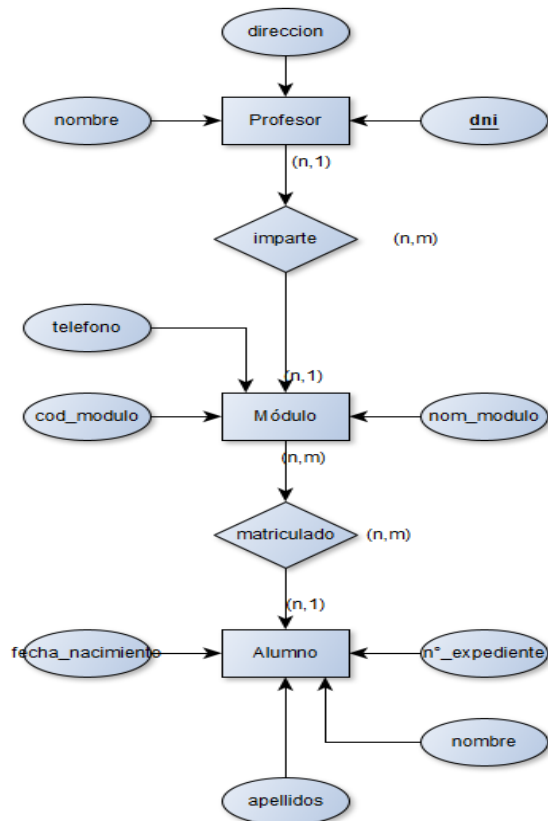 direccion
nombre
Profesor
dni
(n,1)
imparte
(n,m)
telefono
(n,1)
cod_modulo
Módulo
nom_modulo
(n,m)
matriculado
(n,m)
(n,1)
fecha_nacimiento
Alumno
n°_expediente
nombre
apellidos